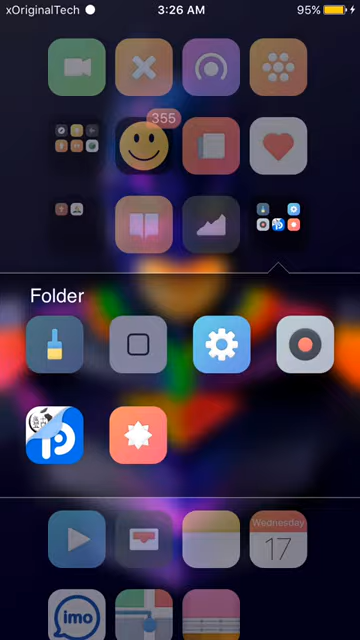 xOriginalTech
3:26 AM
95%
355
Folder
Wednesday
17
imo